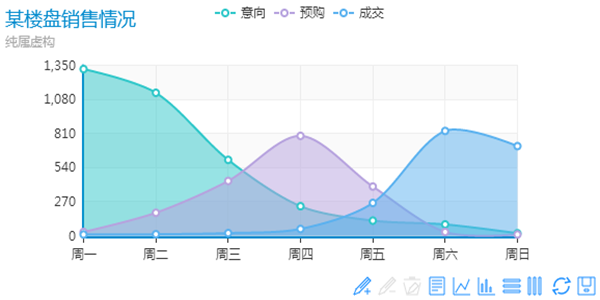 某楼盘销售情况
纯属虚构
意向 预购 成交
1,350
1,080
810
540
270
0
周一 周二 周三 周四 周五 周六 周日